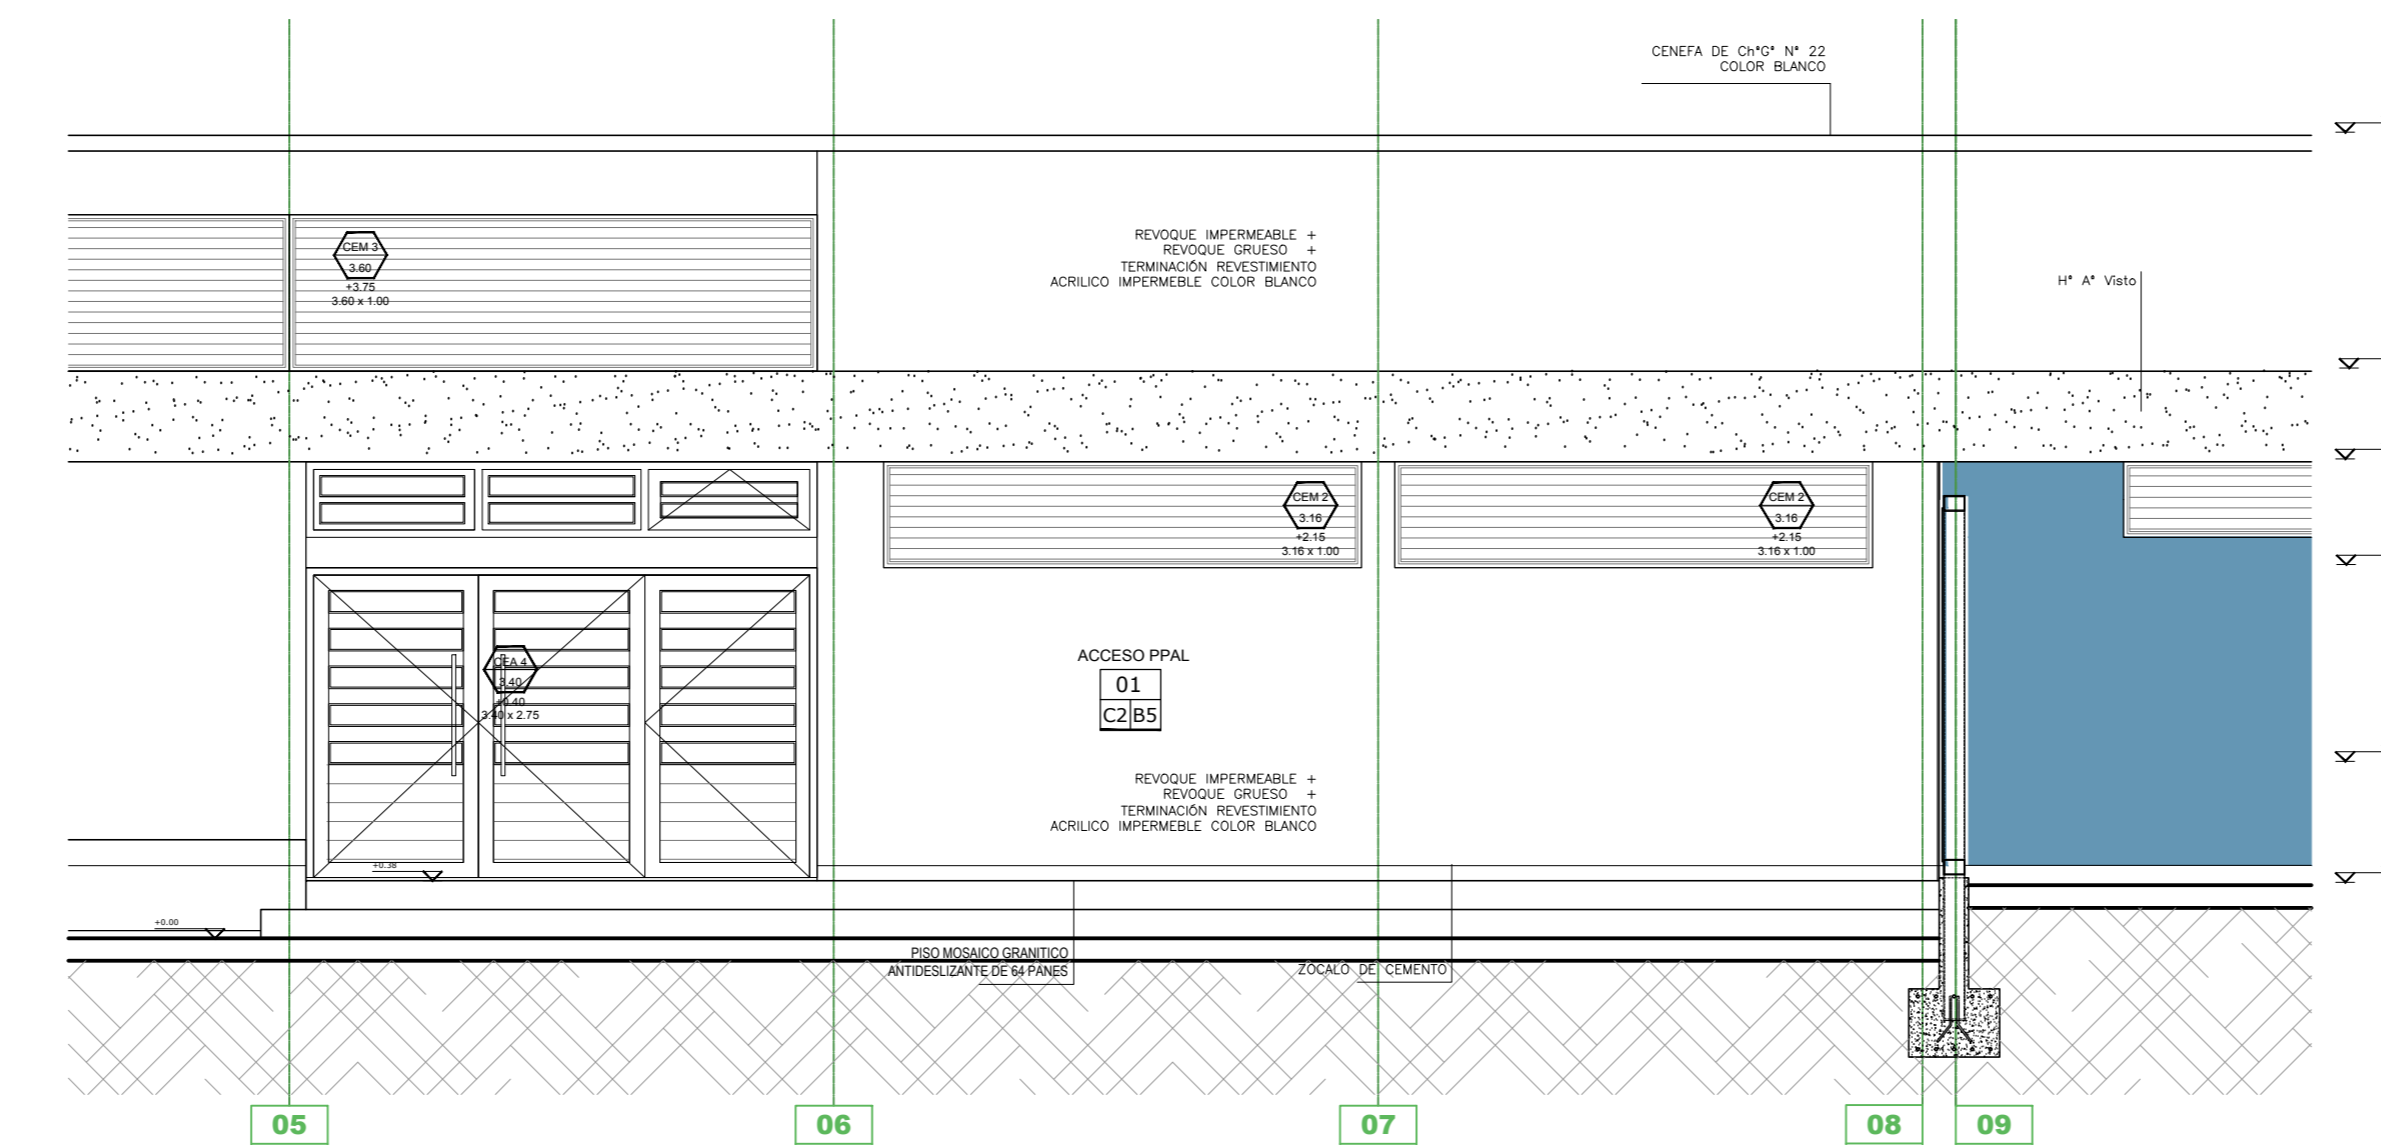 CENEFA DE Ch°G° N° 22
COLOR BLANCO
REVOQUE IMPERMEABLE +
REVOQUE GRUESO +
TERMINACIÓN REVESTIMIENTO
ACRILICO IMPERMEBLE COLOR BLANCO
CEM 3
3.60
+3.75
3.60 x 1.00
H° A° Visto
CEM 2
3.16
+2.15
3.16 x 1.00
CEM 2
3.16
+2.15
3.16 x 1.00
CEA 4
3.40
+0.40
3.40 x 2.75
ACCESO PPAL
01
C2 B5
REVOQUE IMPERMEABLE +
REVOQUE GRUESO +
TERMINACIÓN REVESTIMIENTO
ACRILICO IMPERMEBLE COLOR BLANCO
+0.38
+0.00
PISO MOSAICO GRANITICO
ANTIDESLIZANTE DE 64 PANES
ZOCALO DE CEMENTO
05
06
07
08
09